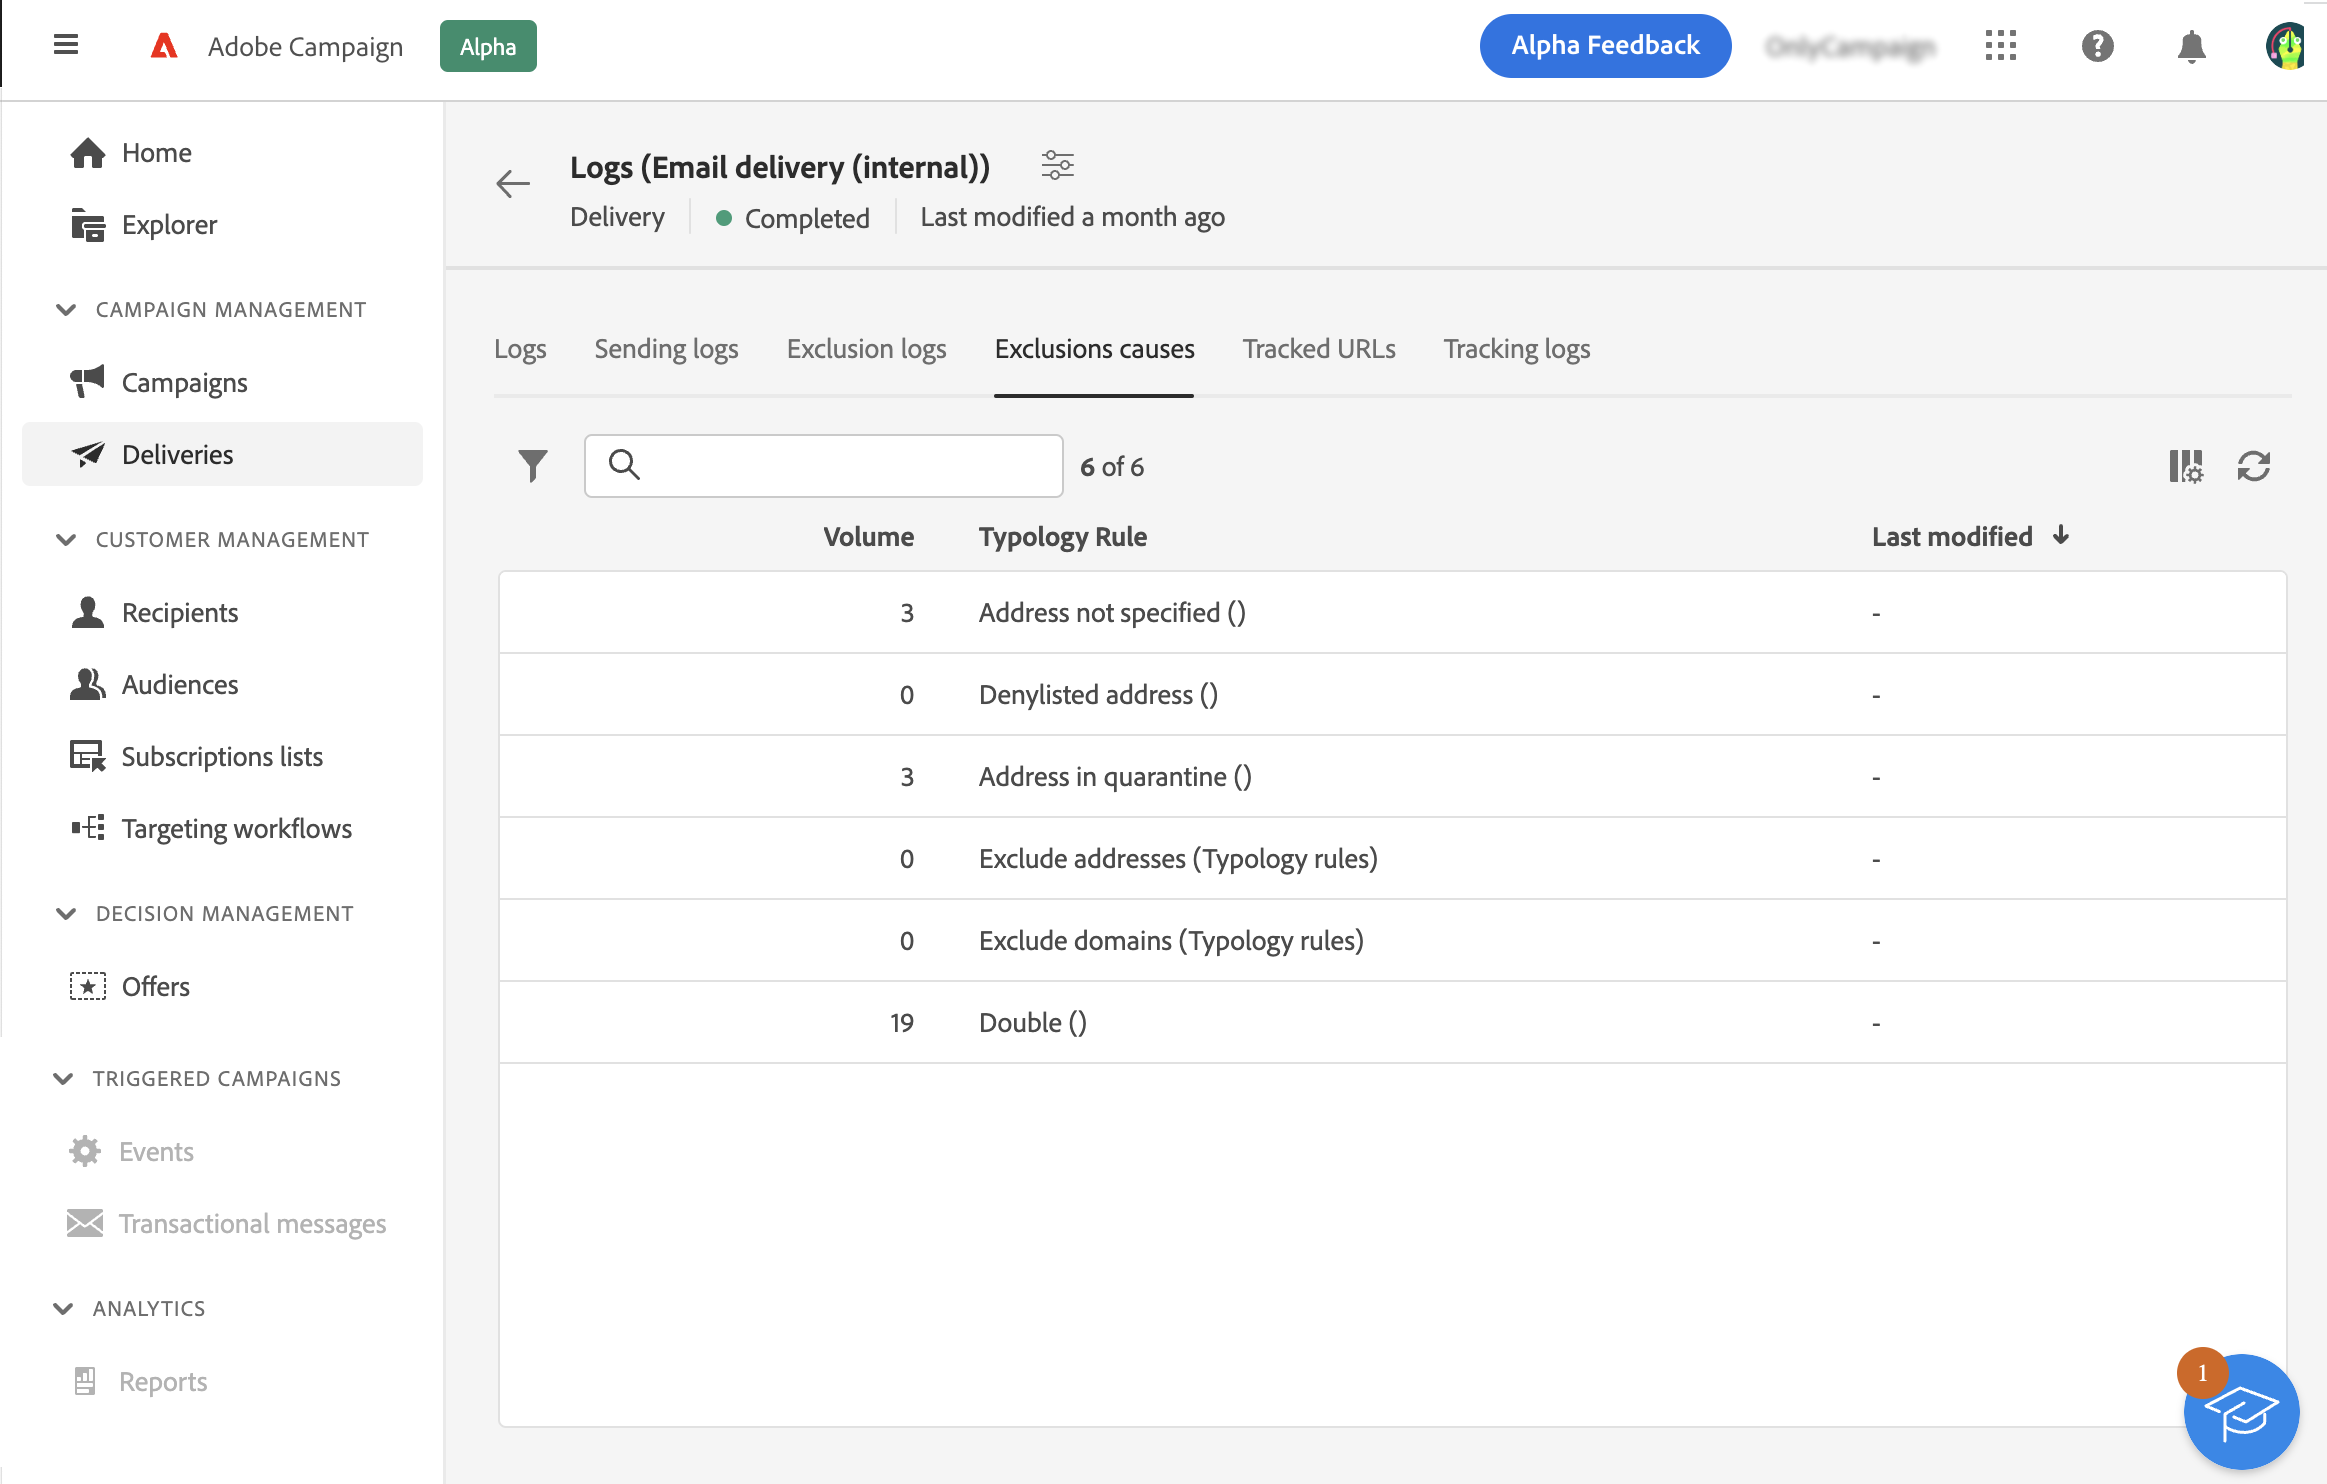 Adobe Campaign Alpha Alpha Feedback
Home
Explorer
CAMPAIGN MANAGEMENT
Campaigns
Deliveries
CUSTOMER MANAGEMENT
Recipients
Audiences
Subscriptions lists
Targeting workflows
DECISION MANAGEMENT
Offers
TRIGGERED CAMPAIGNS
Events
Transactional messages
ANALYTICS
Reports
Logs (Email delivery (internal))
Delivery Completed Last modified a month ago
Logs Sending logs Exclusion logs Exclusions causes Tracked URLs Tracking logs
6 of 6
Volume Typology Rule Last modified
3 Address not specified () -
0 Denylisted address () -
3 Address in quarantine () -
0 Exclude addresses (Typology rules) -
0 Exclude domains (Typology rules) -
19 Double () -
1